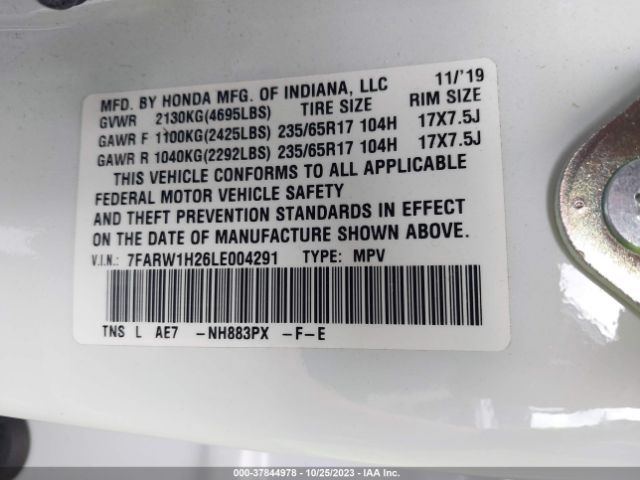 MFD. BY HONDA MFG. OF INDIANA, LLC 11/'19
GVWR 2130KG(4695LBS) TIRE SIZE RIM SIZE
GAWR F 1100KG(2425LBS) 235/65R17 104H 17X7.5J
GAWR R 1040KG(2292LBS) 235/65R17 104H 17X7.5J
THIS VEHICLE CONFORMS TO ALL APPLICABLE
FEDERAL MOTOR VEHICLE SAFETY
AND THEFT PREVENTION STANDARDS IN EFFECT
ON THE DATE OF MANUFACTURE SHOWN ABOVE.
V.I.N.: 7FARW1H26LE004291 TYPE: MPV
TNS L AE7 -NH883PX -F-E
000-37844978 - 10/25/2023 - IAA Inc.